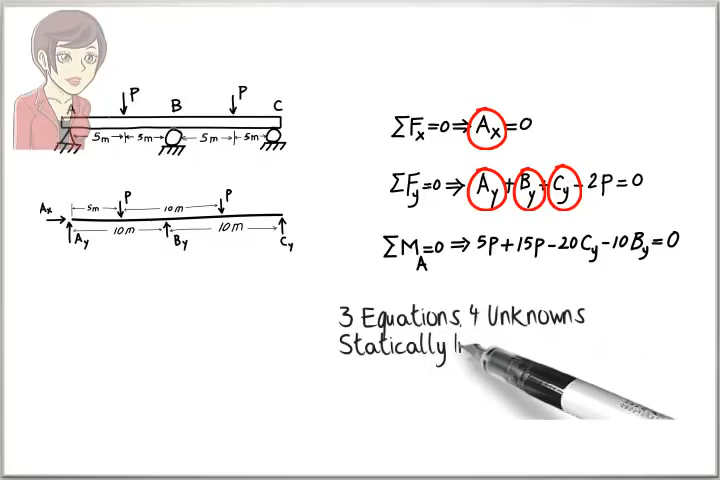 A P B P C
5m 5m 5m 5m
ΣFx=0⇒Ax=0
Ax 5m P 10m P
Ay 10m By 10m Cy
ΣFy=0⇒Ay+By+Cy-2P=0
ΣMA=0⇒5P+15P-20Cy-10By=0
3 Equations, 4 Unknowns
Statically I